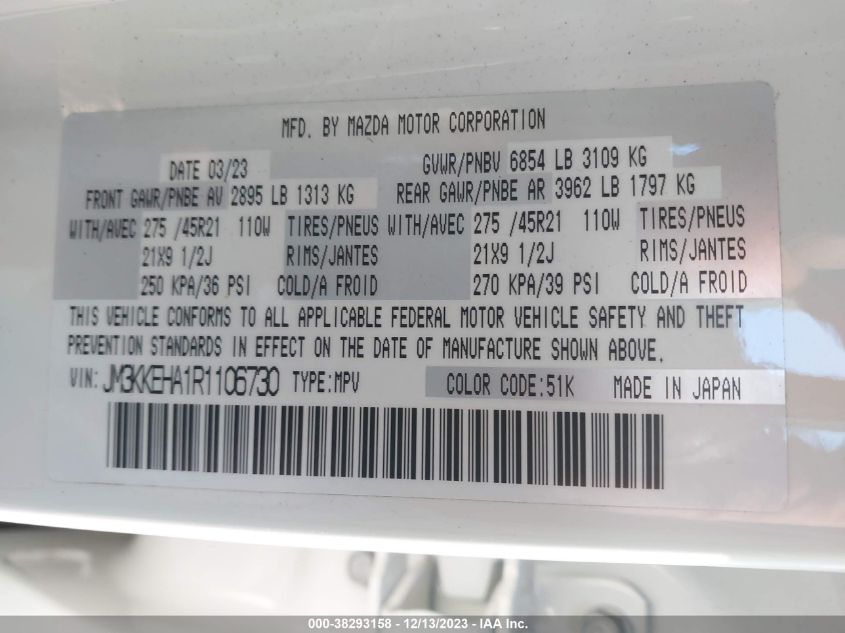 MFD. BY MAZDA MOTOR CORPORATION
DATE 03/23 GVWR/PNBV 6854 LB 3109 KG
FRONT GAWR/PNBE AV 2895 LB 1313 KG REAR GAWR/PNBE AR 3962 LB 1797 KG
WITH/AVEC 275 /45R21 110W TIRES/PNEUS WITH/AVEC 275 /45R21 110W TIRES/PNEUS
21X9 1/2J RIMS/JANTES 21X9 1/2J RIMS/JANTES
250 KPA/36 PSI COLD/A FROID 270 KPA/39 PSI COLD/A FROID
THIS VEHICLE CONFORMS TO ALL APPLICABLE FEDERAL MOTOR VEHICLE SAFETY AND THEFT
PREVENTION STANDARDS IN EFFECT ON THE DATE OF MANUFACTURE SHOWN ABOVE.
VIN: JM3KKEHA1R1106730 TYPE:MPV COLOR CODE:51K MADE IN JAPAN
000-38293158 - 12/13/2023 - IAA Inc.